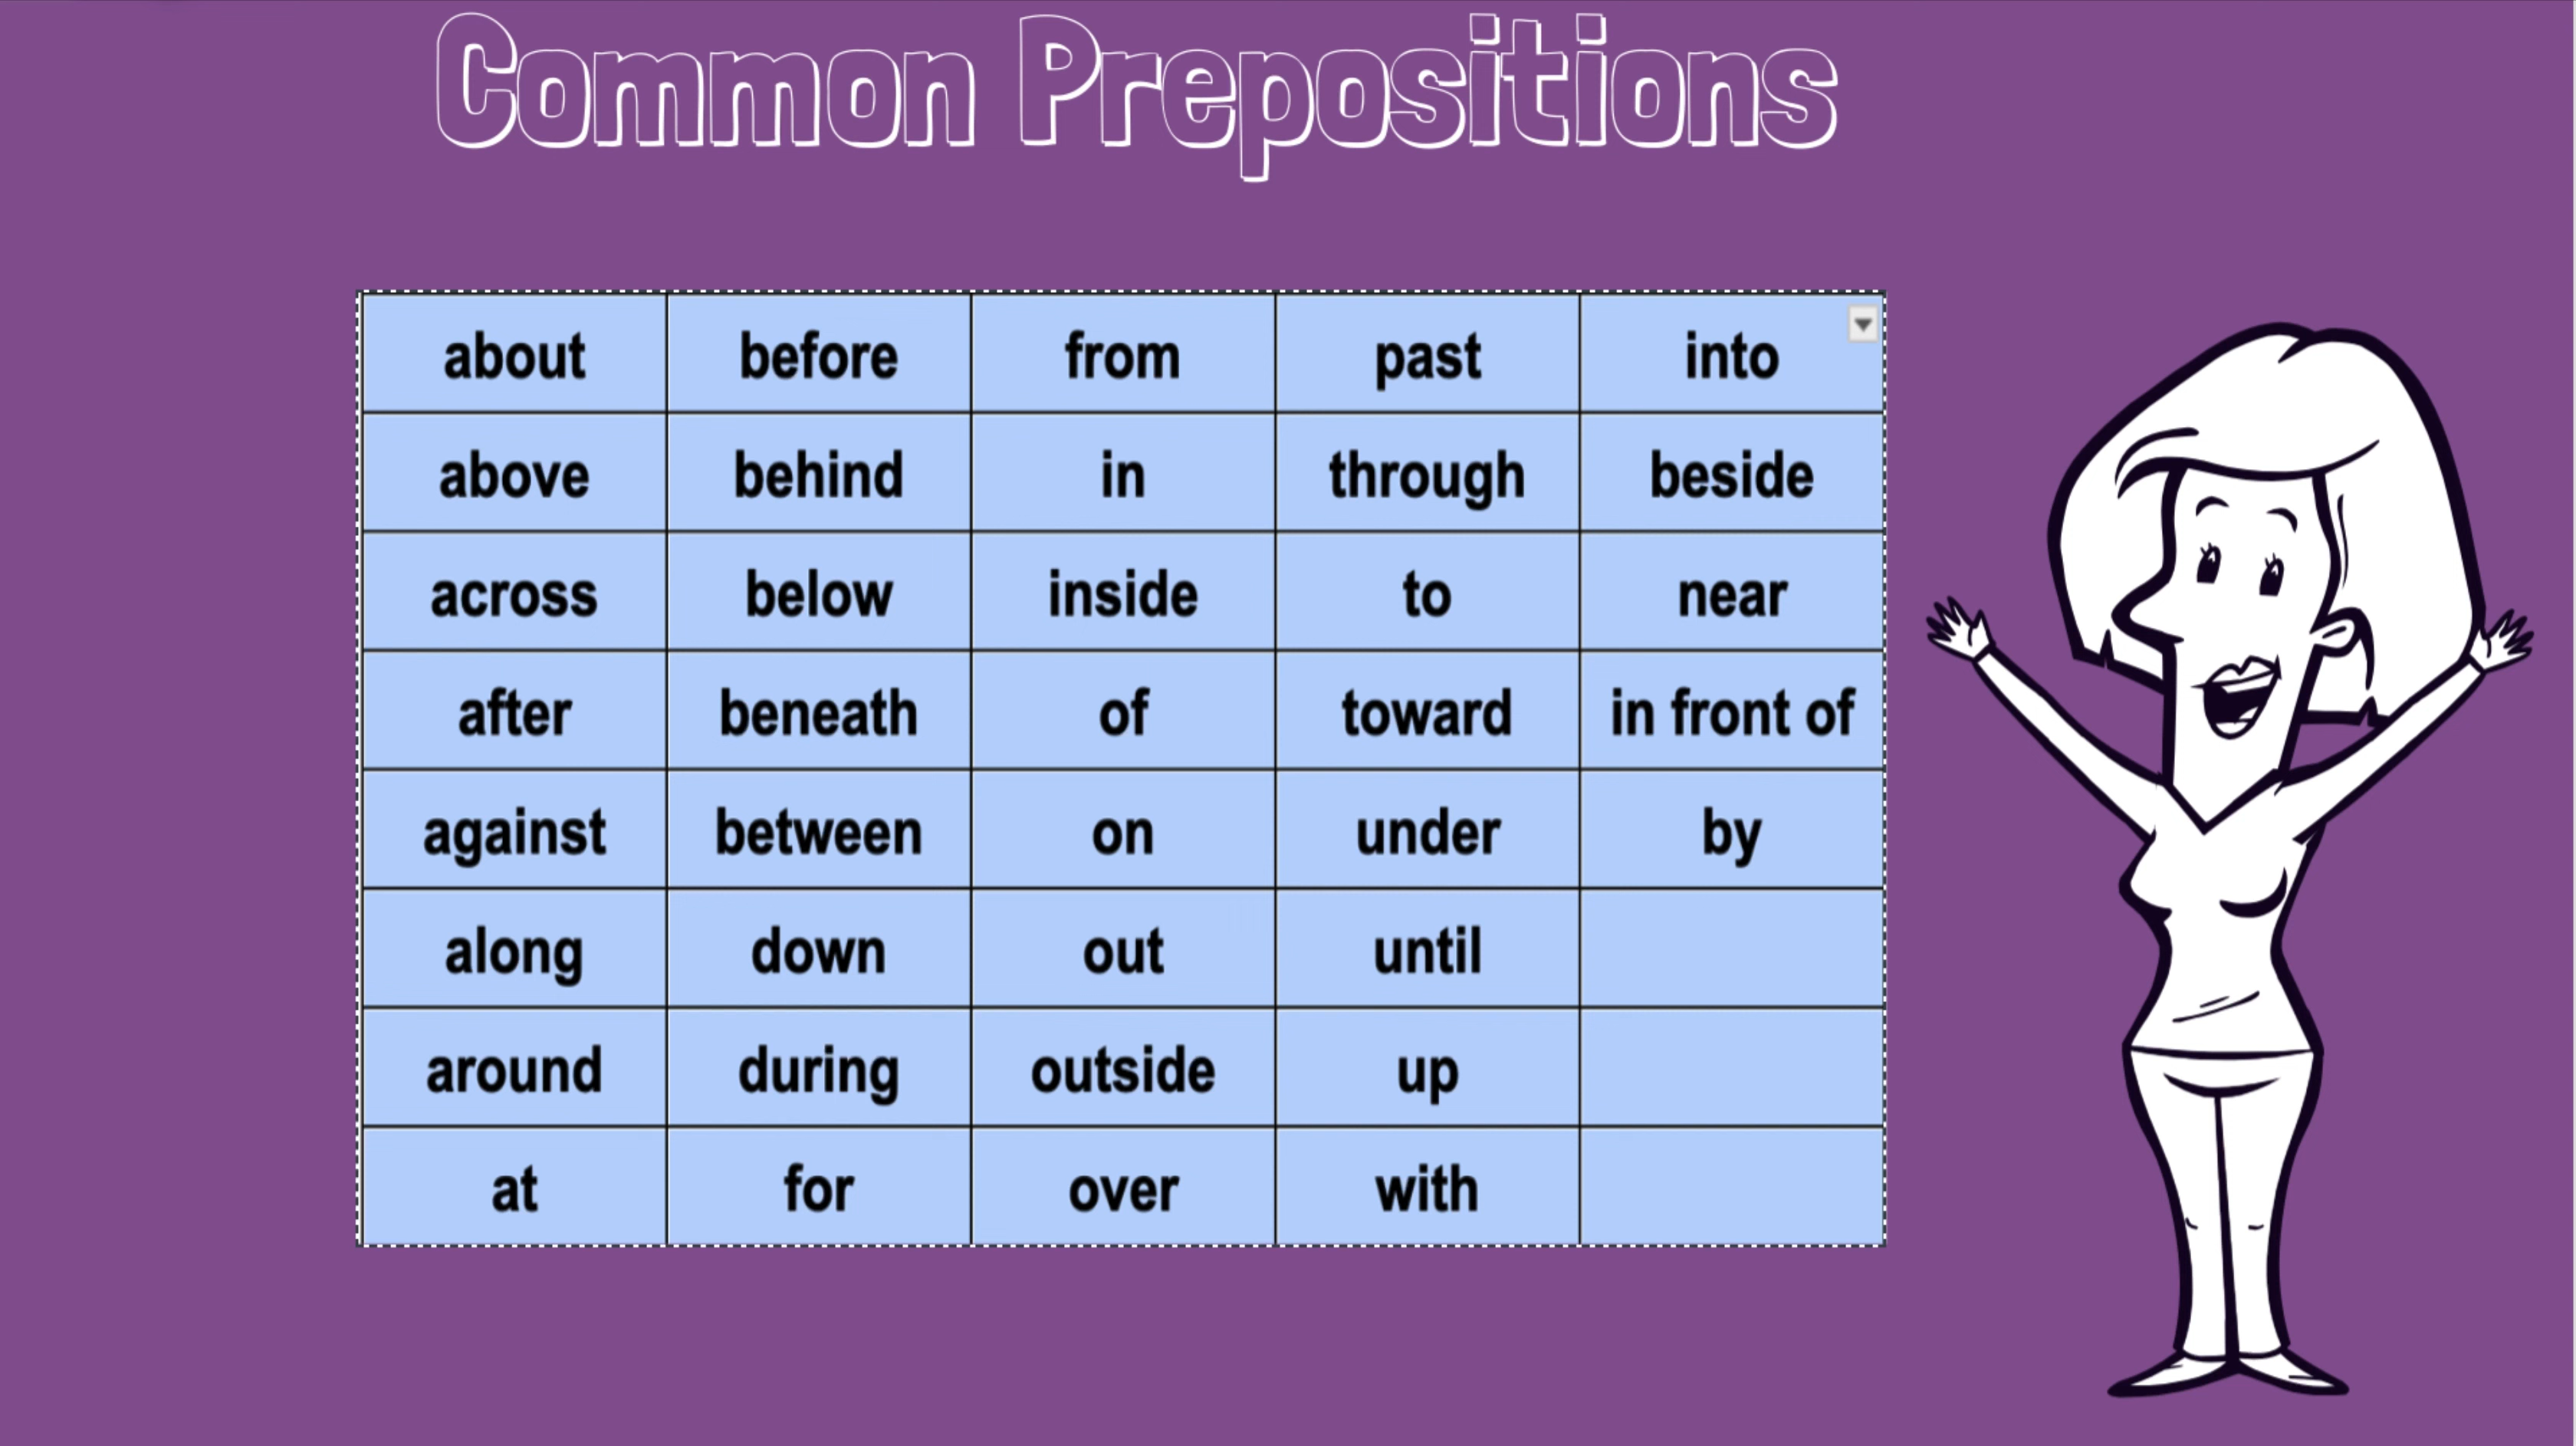 Common Prepositions
about before from past into
above behind in through beside
across below inside to near
after beneath of toward in front of
against between on under by
along down out until
around during outside up
at for over with